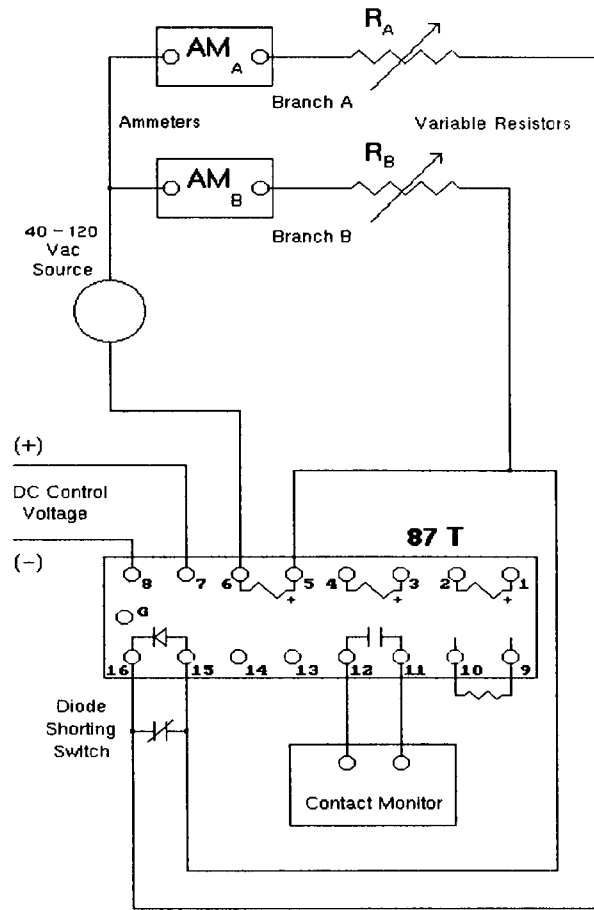 AM A
R A
Branch A
Ammeters
Variable Resistors
AM B
R B
Branch B
40 – 120
Vac
Source
(+)
DC Control
Voltage
(–)
87 T
8 7 6 5 4 3 2 1
+ + +
G
16 15 14 13 12 11 10 9
Diode
Shorting
Switch
Contact Monitor